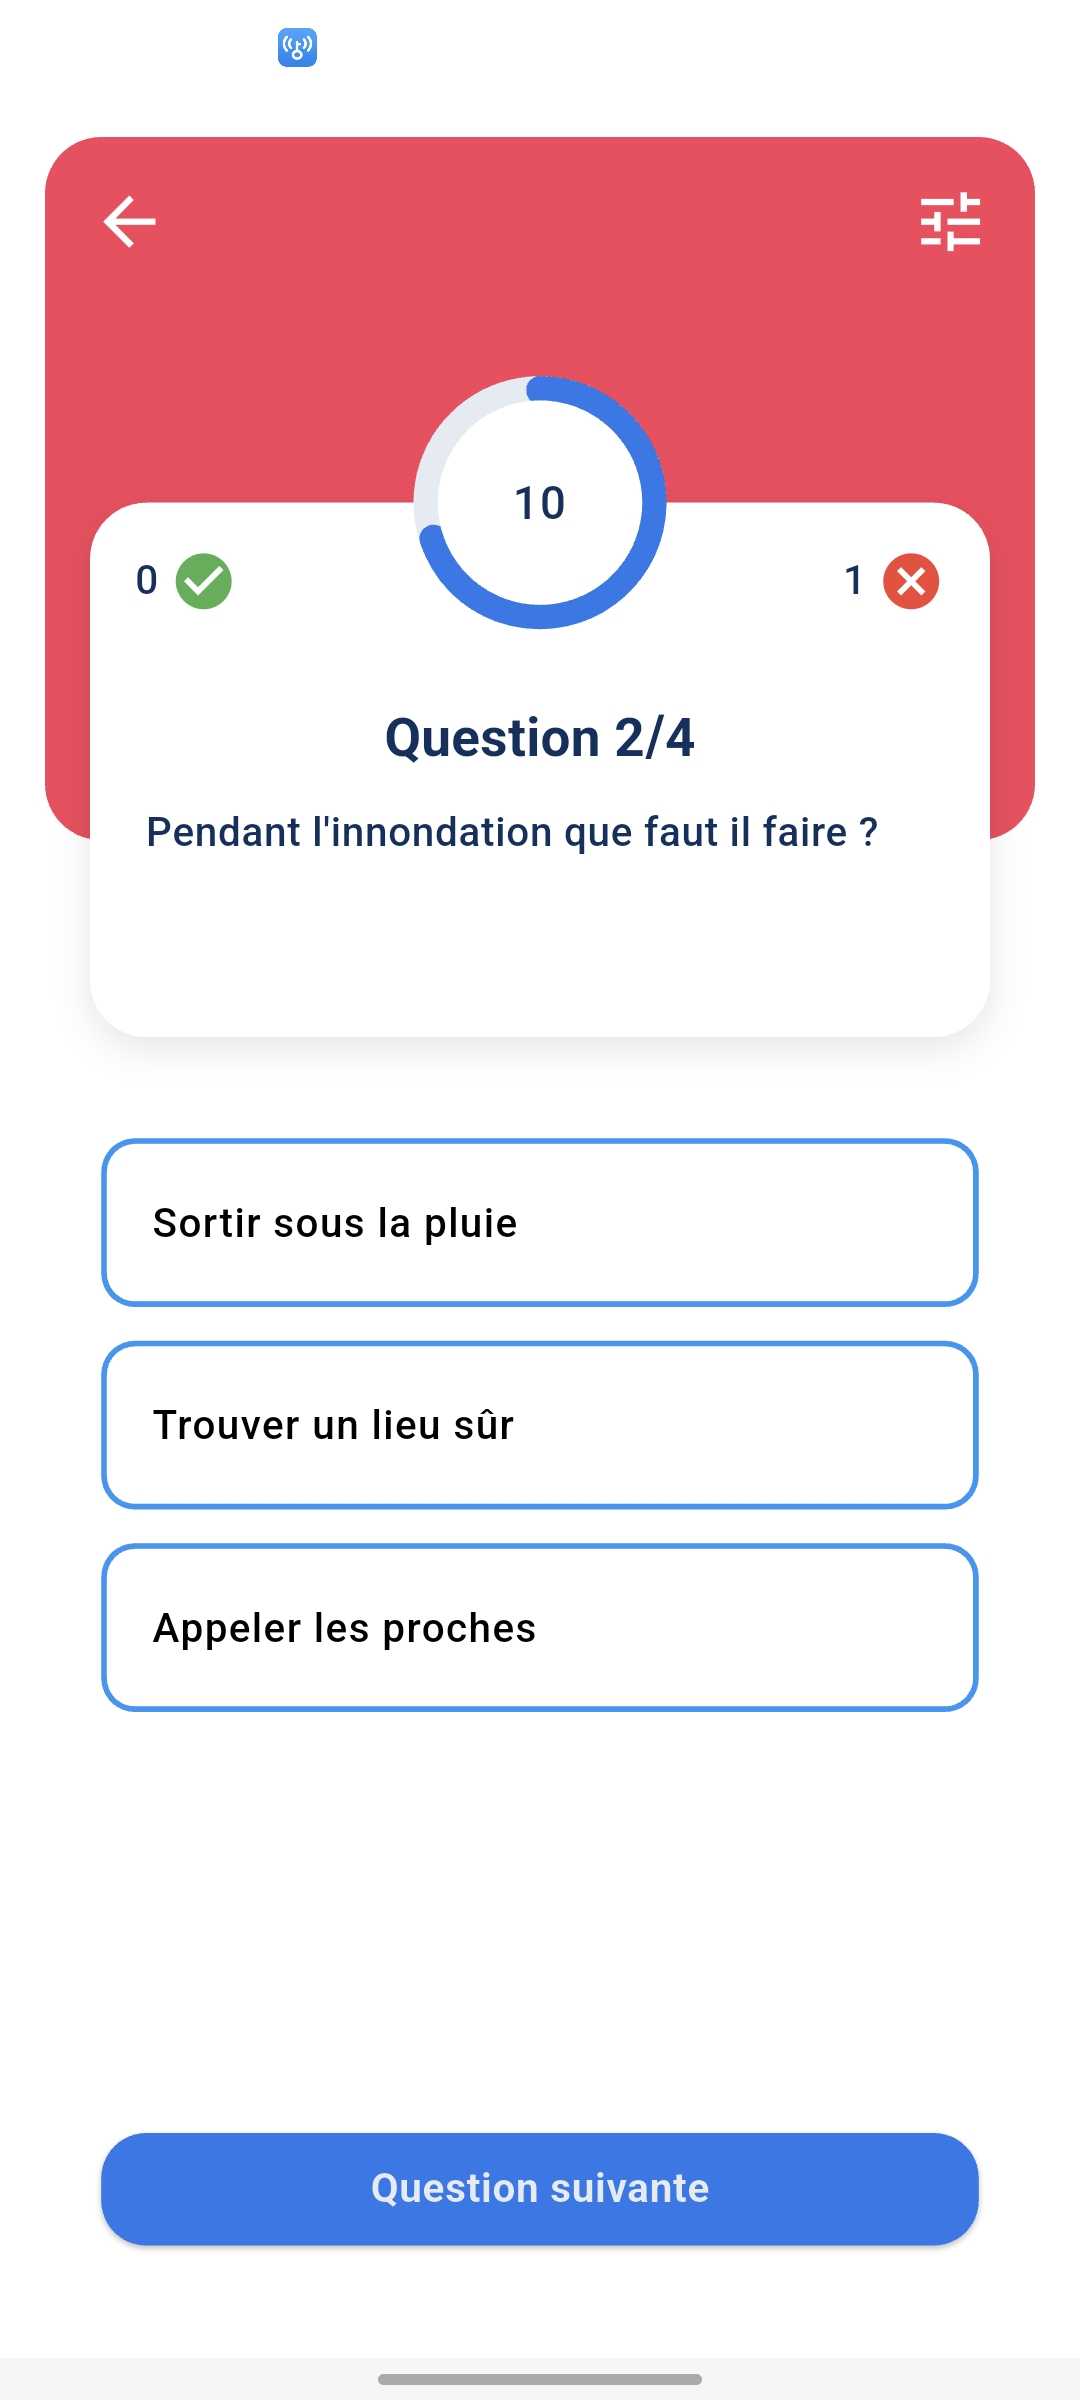 10
0
1
Question 2/4
Pendant l'innondation que faut il faire ?
Sortir sous la pluie
Trouver un lieu sûr
Appeler les proches
Question suivante